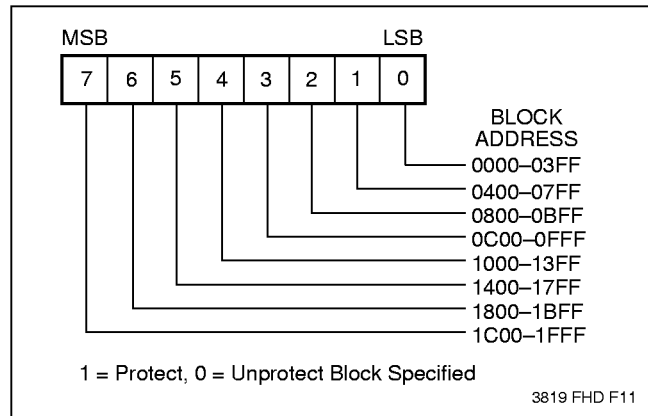 MSB LSB
7 6 5 4 3 2 1 0
BLOCK
ADDRESS
0000–03FF
0400–07FF
0800–0BFF
0C00–0FFF
1000–13FF
1400–17FF
1800–1BFF
1C00–1FFF
1 = Protect, 0 = Unprotect Block Specified
3819 FHD F11